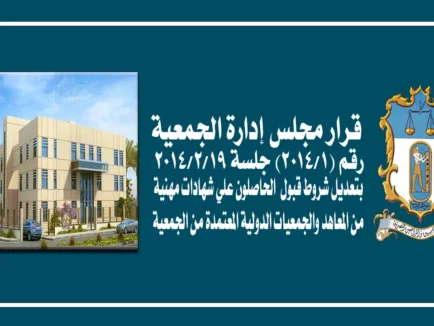 قرار مجلس إدارة الجمعية
رقم (٢٠١٤/١) جلسة ٢٠١٤/٢/١٩
بتعديل شروط قبول الحاصلون علي شهادات مهنية
من المعاهد والجمعيات الدولية المعتمدة من الجمعية